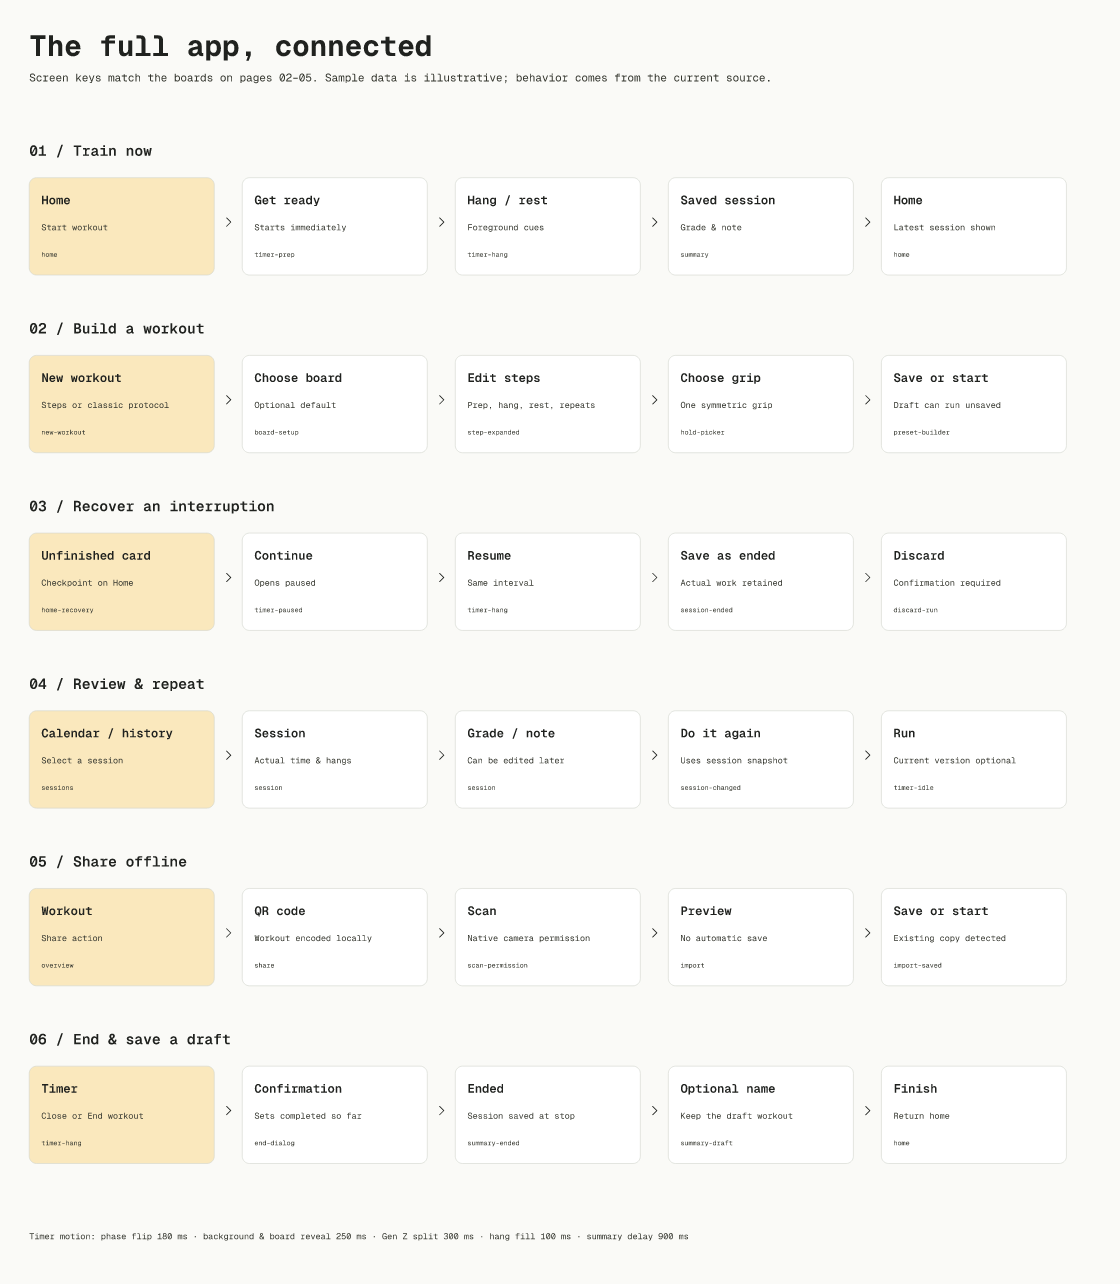 The full app, connected
Screen keys match the boards on pages 02–05. Sample data is illustrative; behavior comes from the current source.
01 / Train now
Home
Start workout
home
Get ready
Starts immediately
timer-prep
Hang / rest
Foreground cues
timer-hang
Saved session
Grade & note
summary
Home
Latest session shown
home
02 / Build a workout
New workout
Steps or classic protocol
new-workout
Choose board
Optional default
board-setup
Edit steps
Prep, hang, rest, repeats
step-expanded
Choose grip
One symmetric grip
hold-picker
Save or start
Draft can run unsaved
preset-builder
03 / Recover an interruption
Unfinished card
Checkpoint on Home
home-recovery
Continue
Opens paused
timer-paused
Resume
Same interval
timer-hang
Save as ended
Actual work retained
session-ended
Discard
Confirmation required
discard-run
04 / Review & repeat
Calendar / history
Select a session
sessions
Session
Actual time & hangs
session
Grade / note
Can be edited later
session
Do it again
Uses session snapshot
session-changed
Run
Current version optional
timer-idle
05 / Share offline
Workout
Share action
overview
QR code
Workout encoded locally
share
Scan
Native camera permission
scan-permission
Preview
No automatic save
import
Save or start
Existing copy detected
import-saved
06 / End & save a draft
Timer
Close or End workout
timer-hang
Confirmation
Sets completed so far
end-dialog
Ended
Session saved at stop
summary-ended
Optional name
Keep the draft workout
summary-draft
Finish
Return home
home
Timer motion: phase flip 180 ms · background & board reveal 250 ms · Gen Z split 300 ms · hang fill 100 ms · summary delay 900 ms